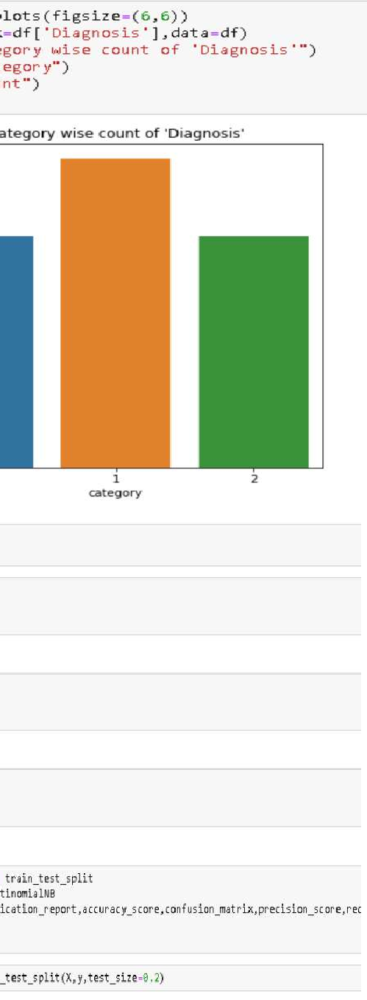 lots(figsize=(6,6))
=df['Diagnosis'],data=df)
egory wise count of 'Diagnosis'")
egory")
nt")
ategory wise count of 'Diagnosis'
1
2
category
train_test_split
tinomialNB
ication_report,accuracy_score,confusion_matrix,precision_score,rec
_test_split(X,y,test_size=0.2)